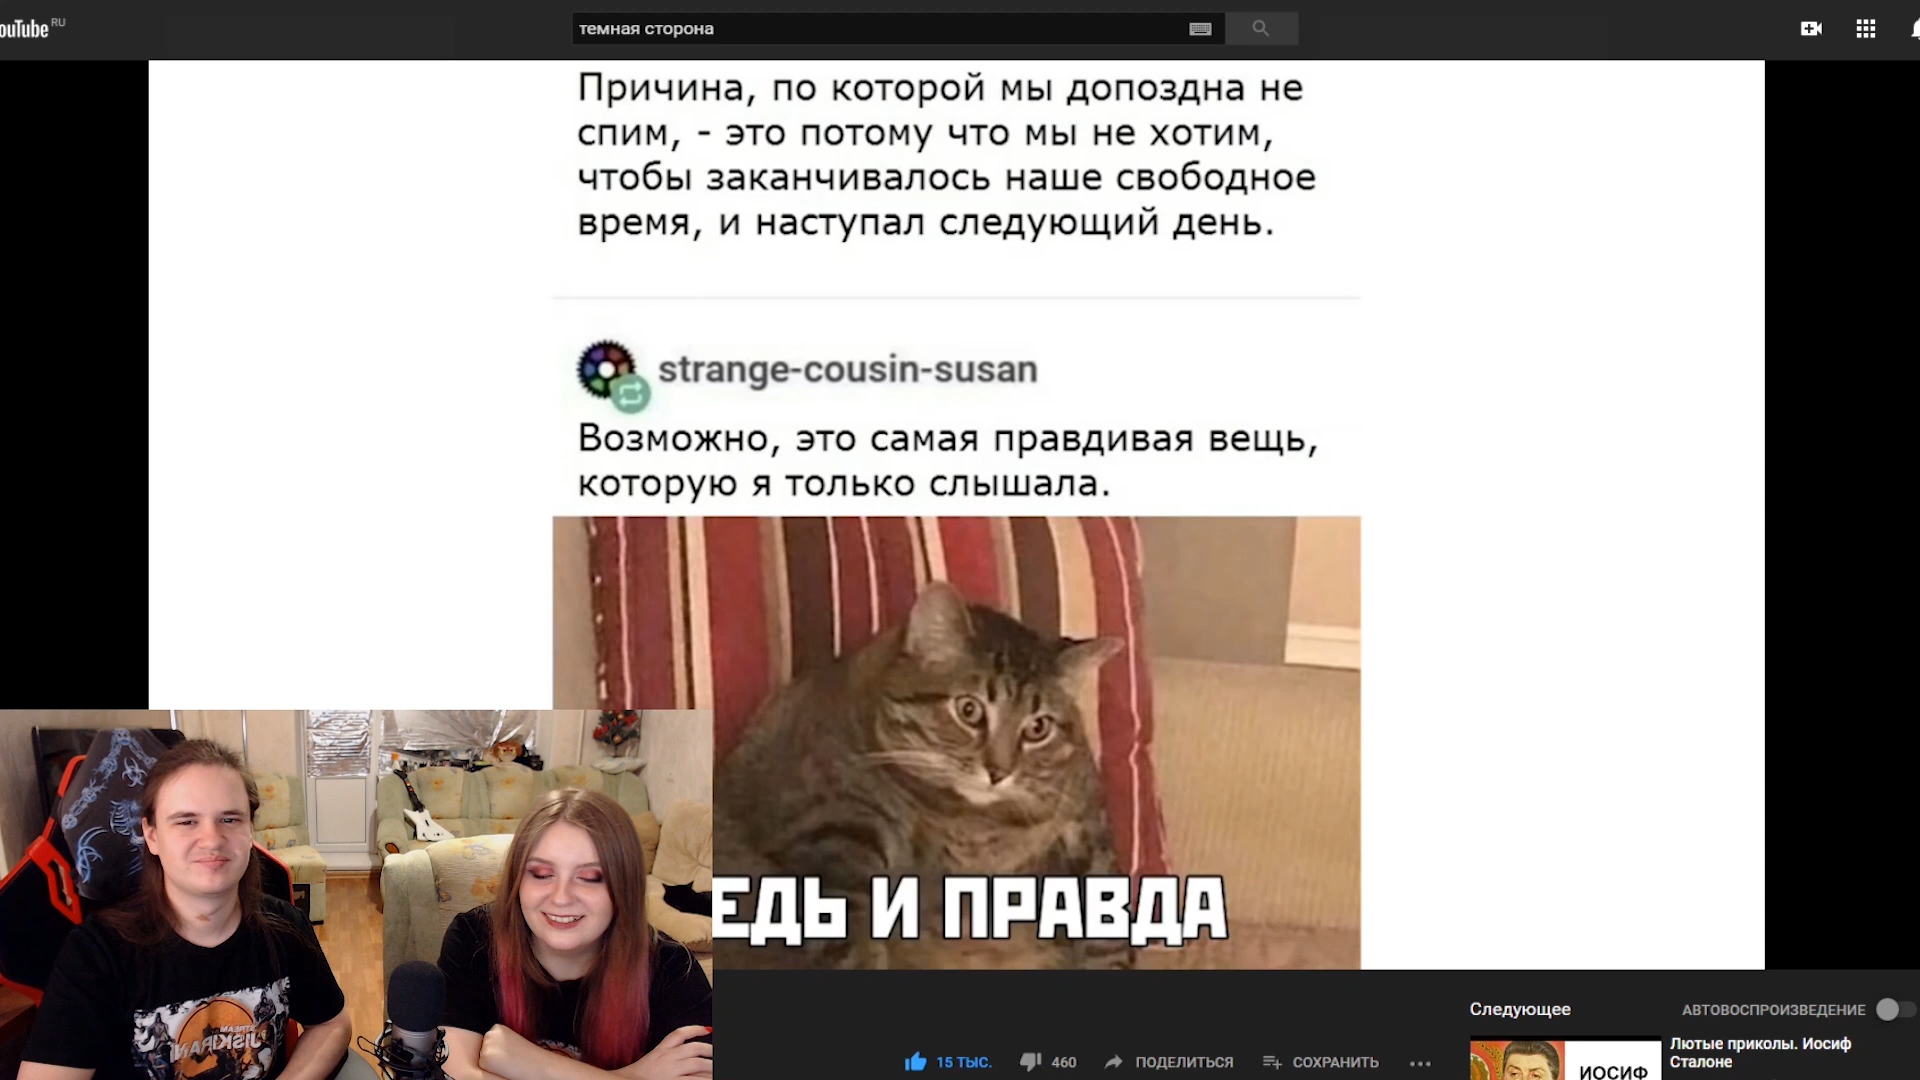 ouTube RU
темная сторона
Причина, по которой мы допоздна не
спим, - это потому что мы не хотим,
чтобы заканчивалось наше свободное
время, и наступал следующий день.
strange-cousin-susan
Возможно, это самая правдивая вещь,
которую я только слышала.
ЕДЬ И ПРАВДА
15 ТЫС.
460
ПОДЕЛИТЬСЯ
СОХРАНИТЬ
Следующее
АВТОВОСПРОИЗВЕДЕНИЕ
Лютые приколы. Иосиф
Сталоне
ИОСИФ